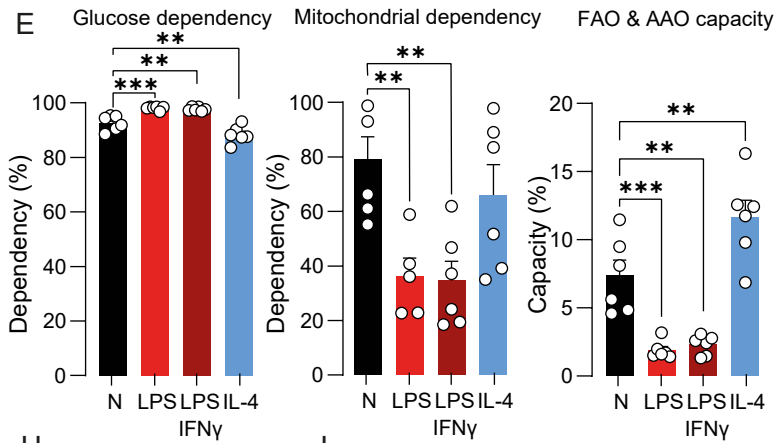 E
Glucose dependency
Mitochondrial dependency
FAO & AAO capacity
**
**
***
Dependency (%)
100
80
60
40
20
0
N LPS LPS IL-4
IFNγ
**
**
Dependency (%)
100
80
60
40
20
0
N LPS LPS IL-4
IFNγ
**
**
***
Capacity (%)
20
15
10
5
0
N LPS LPS IL-4
IFNγ